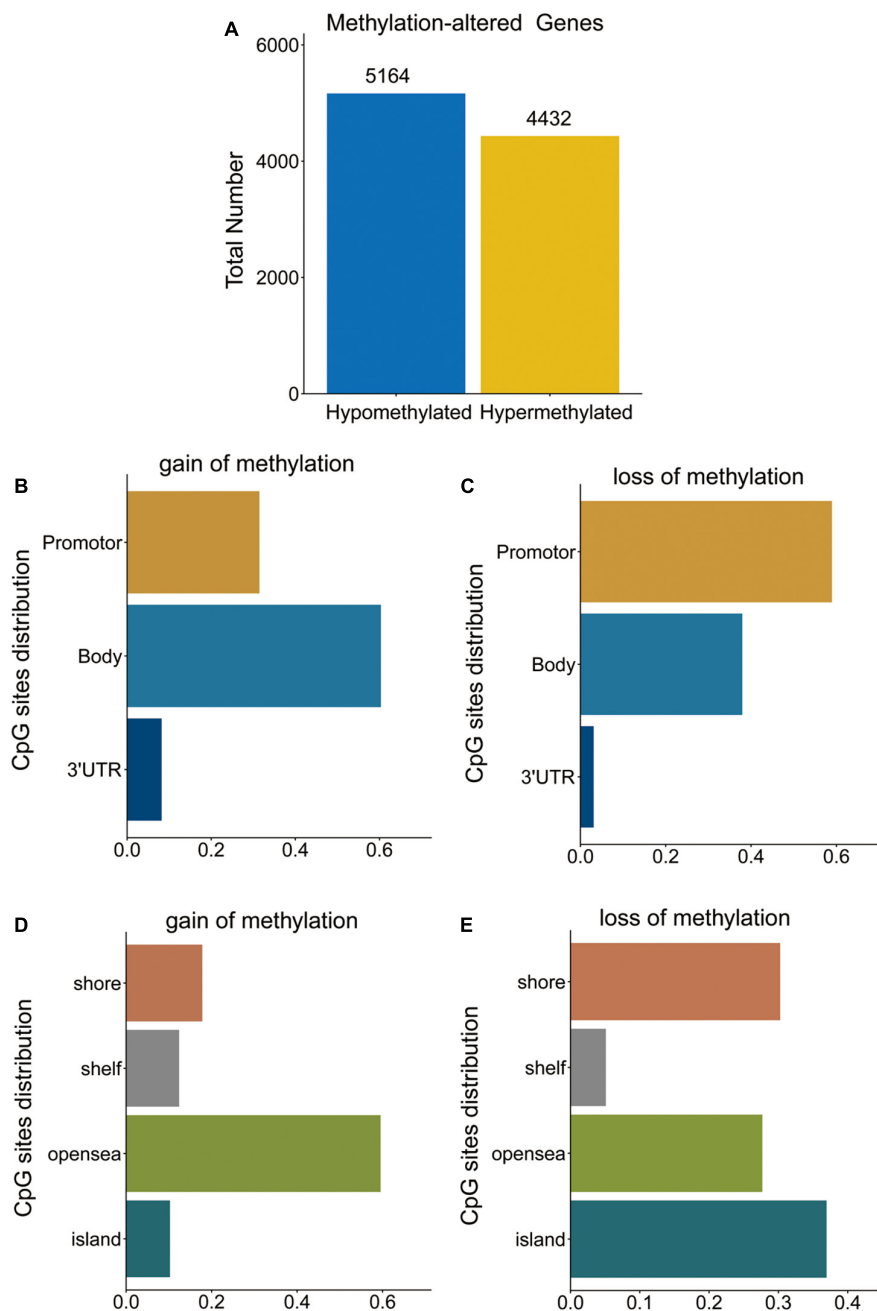 A
Methylation-altered Genes
Total Number
6000
4000
2000
0
5164
4432
Hypomethylated
Hypermethylated
B
gain of methylation
CpG sites distribution
Promotor
Body
3'UTR
0.0 0.2 0.4 0.6
C
loss of methylation
CpG sites distribution
Promotor
Body
3'UTR
0.0 0.2 0.4 0.6
D
gain of methylation
CpG sites distribution
shore
shelf
opensea
island
0.0 0.2 0.4 0.6
E
loss of methylation
CpG sites distribution
shore
shelf
opensea
island
0.0 0.1 0.2 0.3 0.4